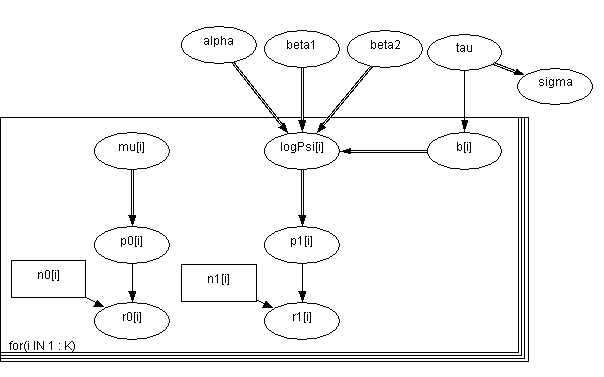 alpha
beta1
beta2
tau
sigma
mu[i]
logPsi[i]
b[i]
p0[i]
p1[i]
n0[i]
n1[i]
r0[i]
r1[i]
for(i IN 1 : K)